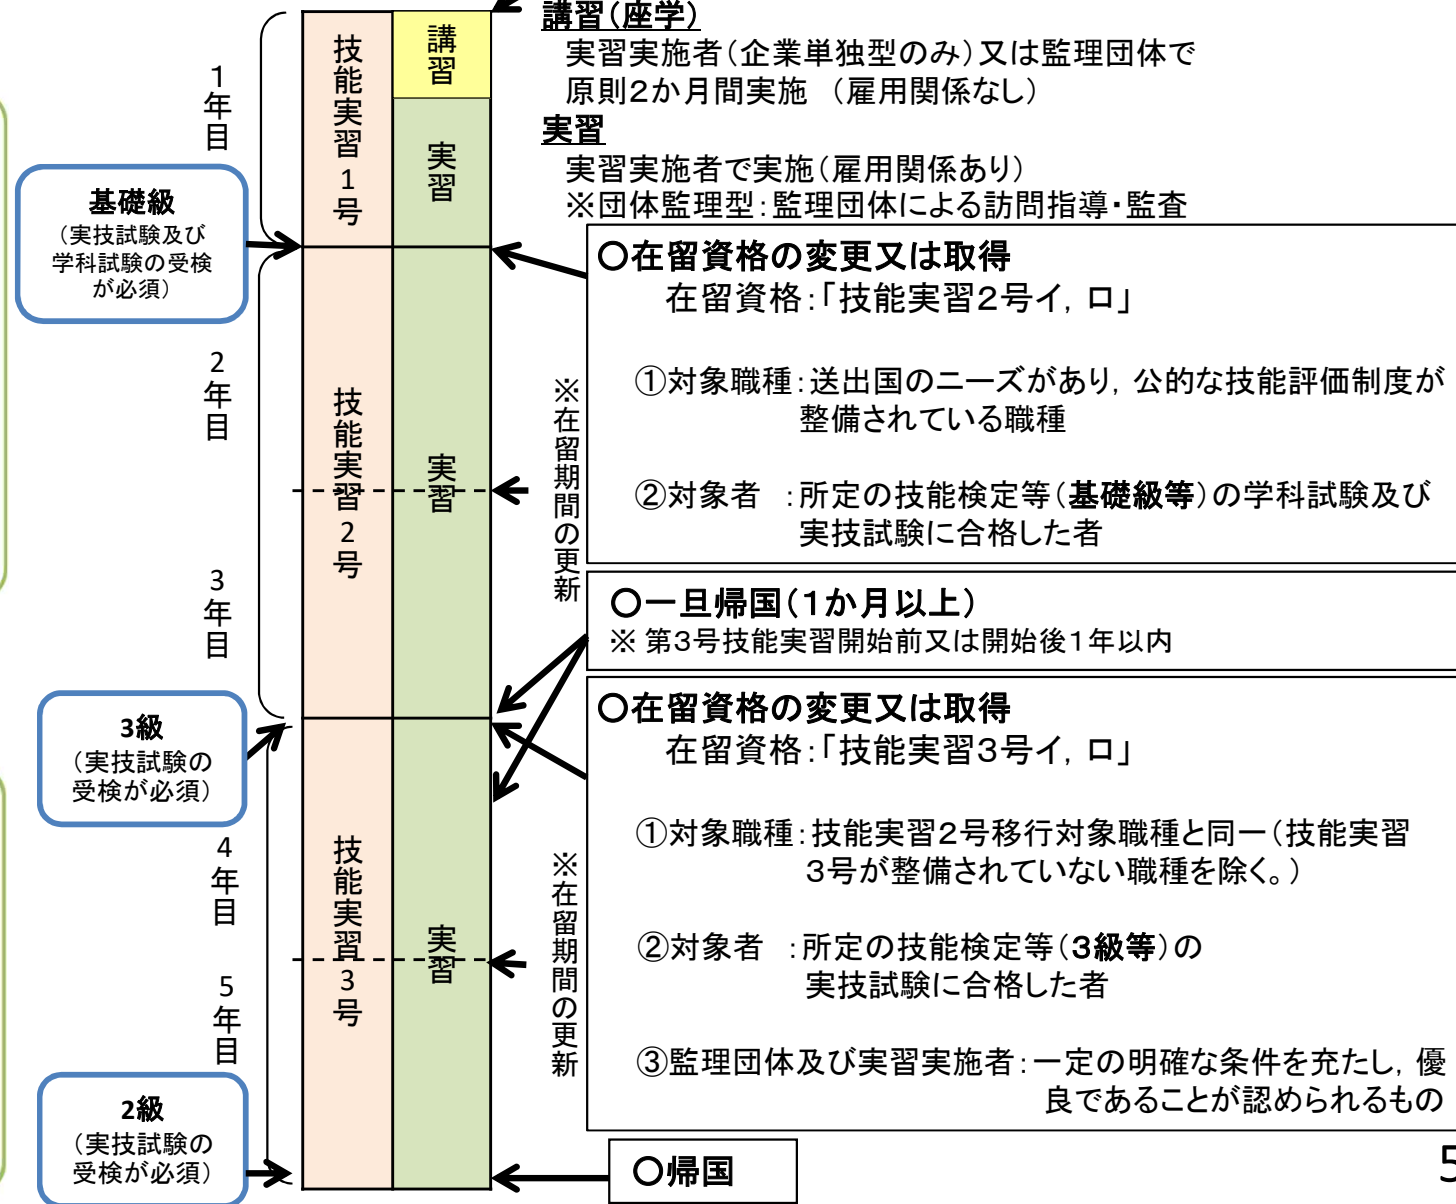 講習(座学)
実習実施者(企業単独型のみ)又は監理団体で
原則2か月間実施 (雇用関係なし)
実習
実習実施者で実施(雇用関係あり)
※団体監理型:監理団体による訪問指導・監査
1年目
技能実習1号
講習
実習
基礎級
(実技試験及び
学科試験の受検
が必須)
○在留資格の変更又は取得
在留資格:「技能実習2号イ,ロ」
①対象職種:送出国のニーズがあり,公的な技能評価制度が
整備されている職種
②対象者 :所定の技能検定等(基礎級等)の学科試験及び
実技試験に合格した者
2年目
技能実習2号
実習
※在留期間の更新
3年目
○一旦帰国(1か月以上)
※ 第3号技能実習開始前又は開始後1年以内
3級
(実技試験の
受検が必須)
○在留資格の変更又は取得
在留資格:「技能実習3号イ,ロ」
①対象職種:技能実習2号移行対象職種と同一(技能実習
3号が整備されていない職種を除く。)
②対象者 :所定の技能検定等(3級等)の
実技試験に合格した者
③監理団体及び実習実施者:一定の明確な条件を充たし,優
良であることが認められるもの
4年目
技能実習3号
実習
※在留期間の更新
5年目
2級
(実技試験の
受検が必須)
○帰国
5